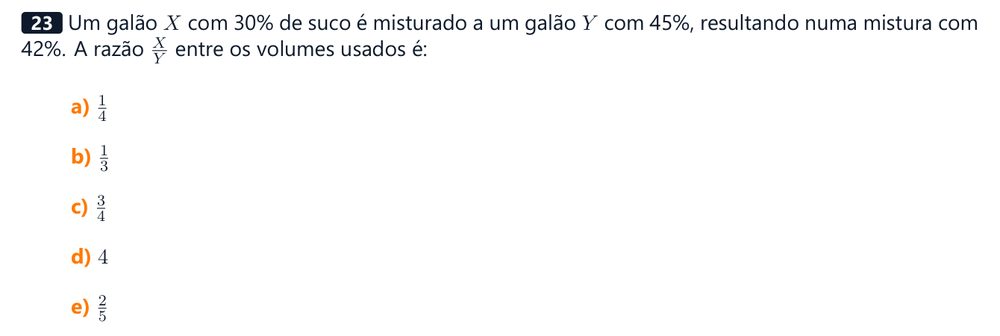 23 Um galão X com 30% de suco é misturado a um galão Y com 45%, resultando numa mistura com
42%. A razão X/Y entre os volumes usados é:
a) 1/4
b) 1/3
c) 3/4
d) 4
e) 2/5